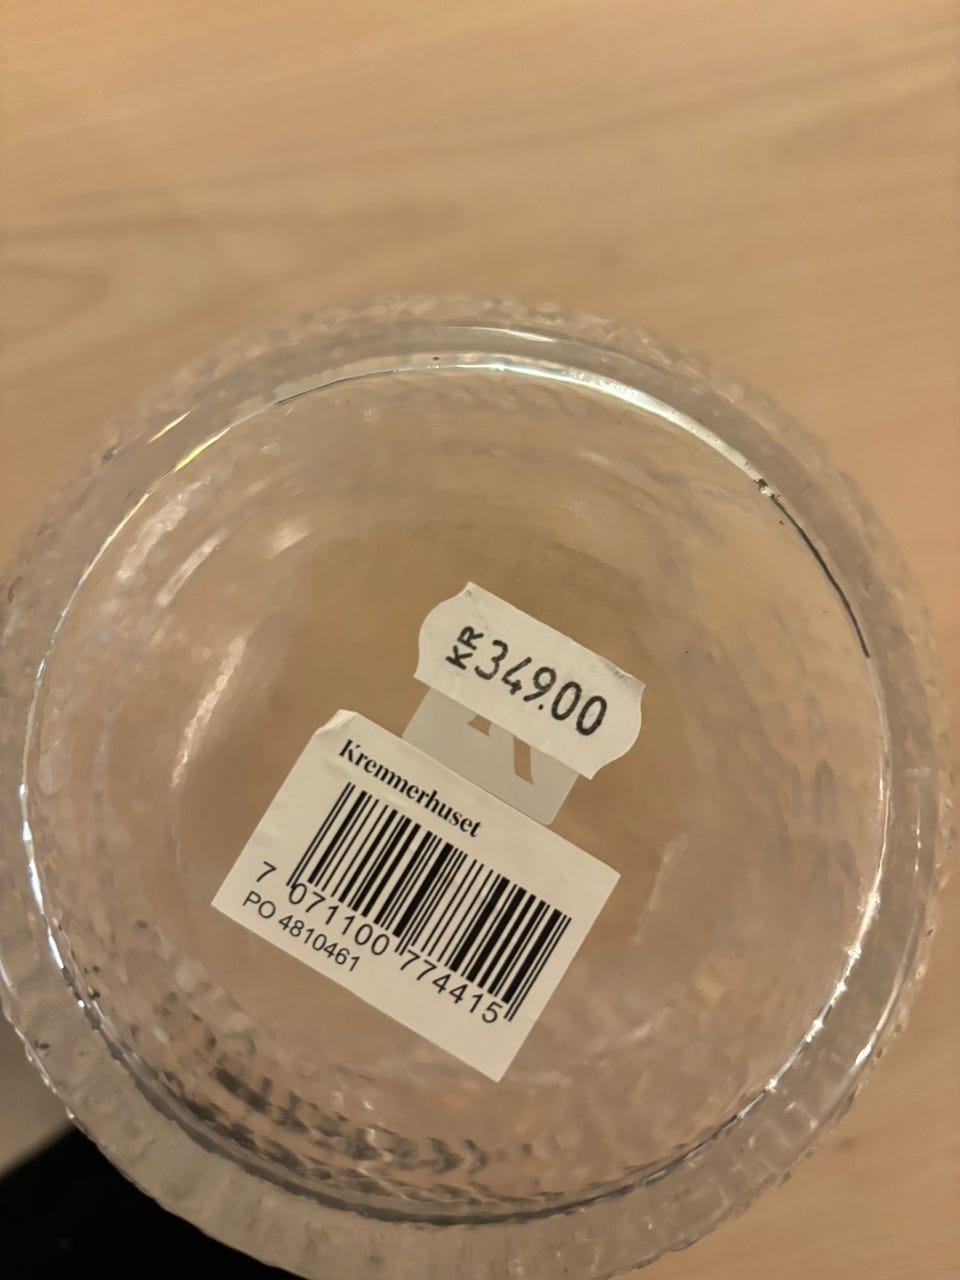 KR 349.00
Kremmerhuset
7 071100 774415
PO 4810461